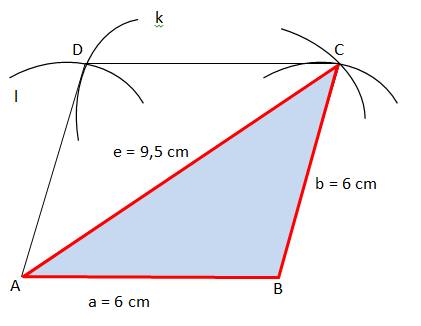 k
D
C
l
e = 9,5 cm
b = 6 cm
A
B
a = 6 cm